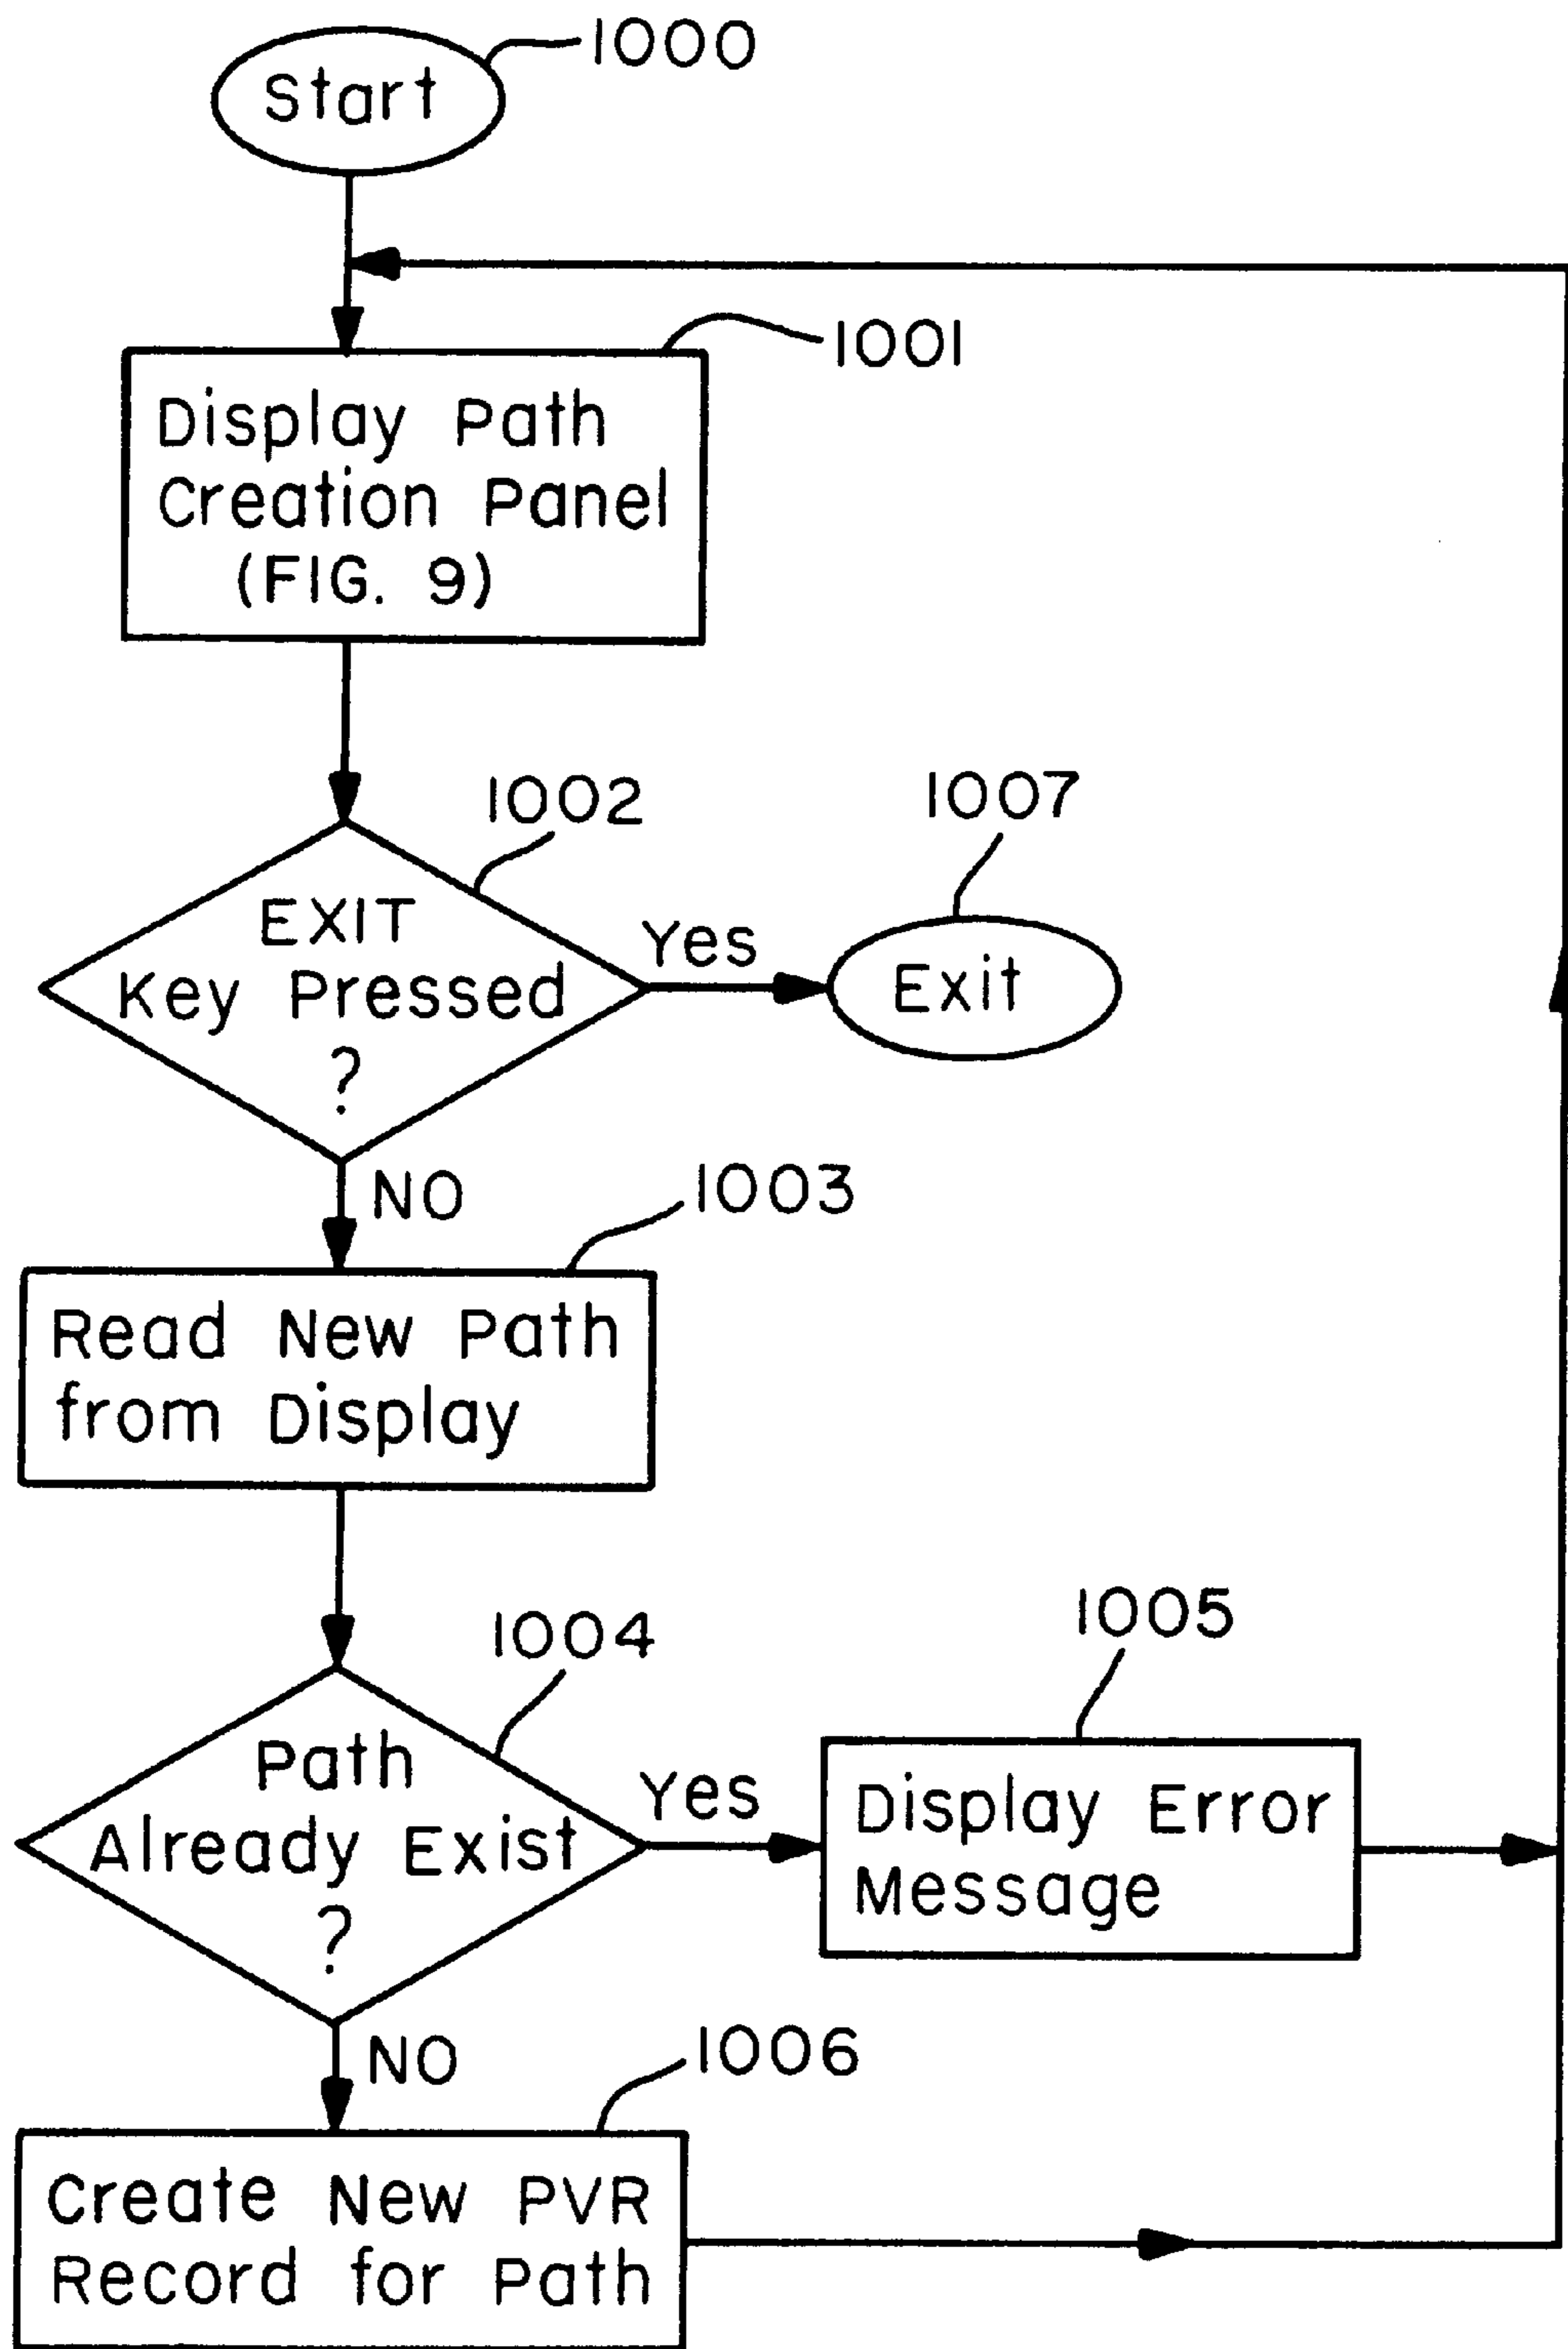 Start
1000
1001
Display Path
Creation Panel
(FIG. 9)
1002
EXIT
Key Pressed
?
Yes
1007
Exit
NO
1003
Read New Path
from Display
1004
Path
Already Exist
?
Yes
1005
Display Error
Message
NO
1006
Create New PVR
Record for Path